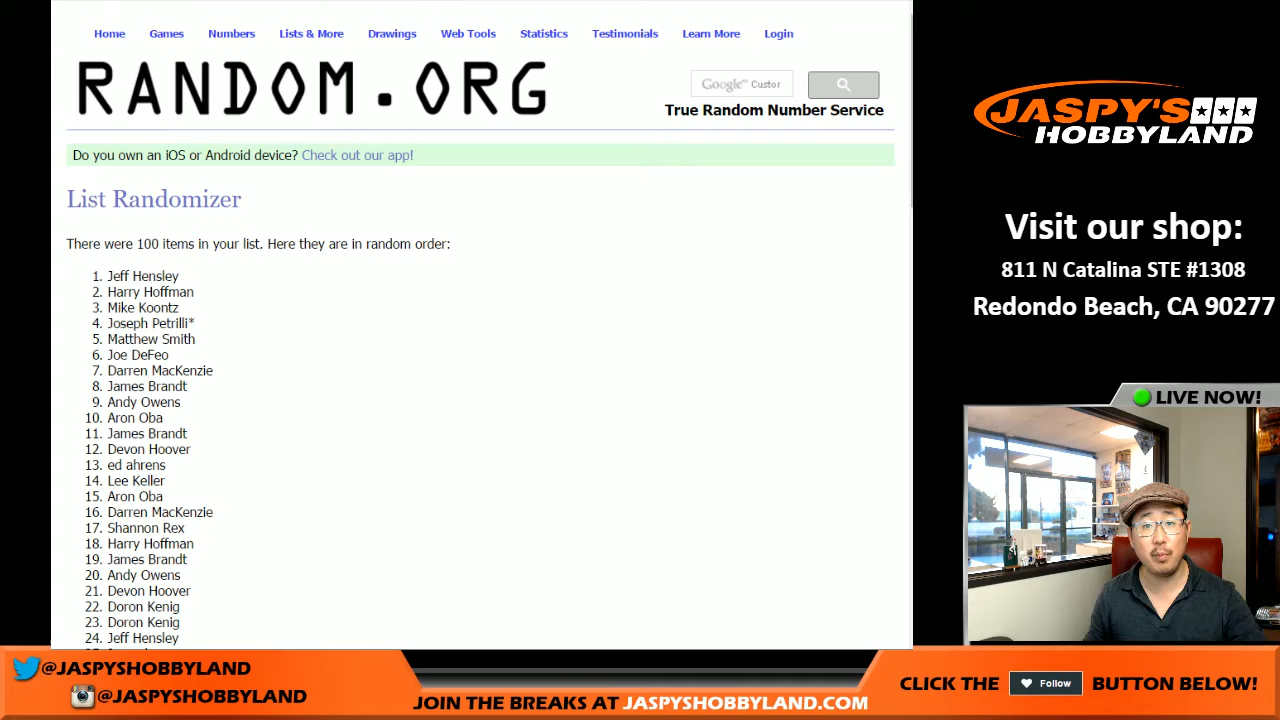 Home Games Numbers Lists & More Drawings Web Tools Statistics Testimonials Learn More Login
RANDOM.ORG
Google™ Custor
True Random Number Service
Do you own an iOS or Android device? Check out our app!
List Randomizer
There were 100 items in your list. Here they are in random order:
1. Jeff Hensley
2. Harry Hoffman
3. Mike Koontz
4. Joseph Petrilli*
5. Matthew Smith
6. Joe DeFeo
7. Darren MacKenzie
8. James Brandt
9. Andy Owens
10. Aron Oba
11. James Brandt
12. Devon Hoover
13. ed ahrens
14. Lee Keller
15. Aron Oba
16. Darren MacKenzie
17. Shannon Rex
18. Harry Hoffman
19. James Brandt
20. Andy Owens
21. Devon Hoover
22. Doron Kenig
23. Doron Kenig
24. Jeff Hensley
JASPY'S
HOBBYLAND
Visit our shop:
811 N Catalina STE #1308
Redondo Beach, CA 90277
LIVE NOW!
@JASPYSHOBBYLAND
@JASPYSHOBBYLAND
JOIN THE BREAKS AT JASPYSHOBBYLAND.COM
CLICK THE Follow BUTTON BELOW!